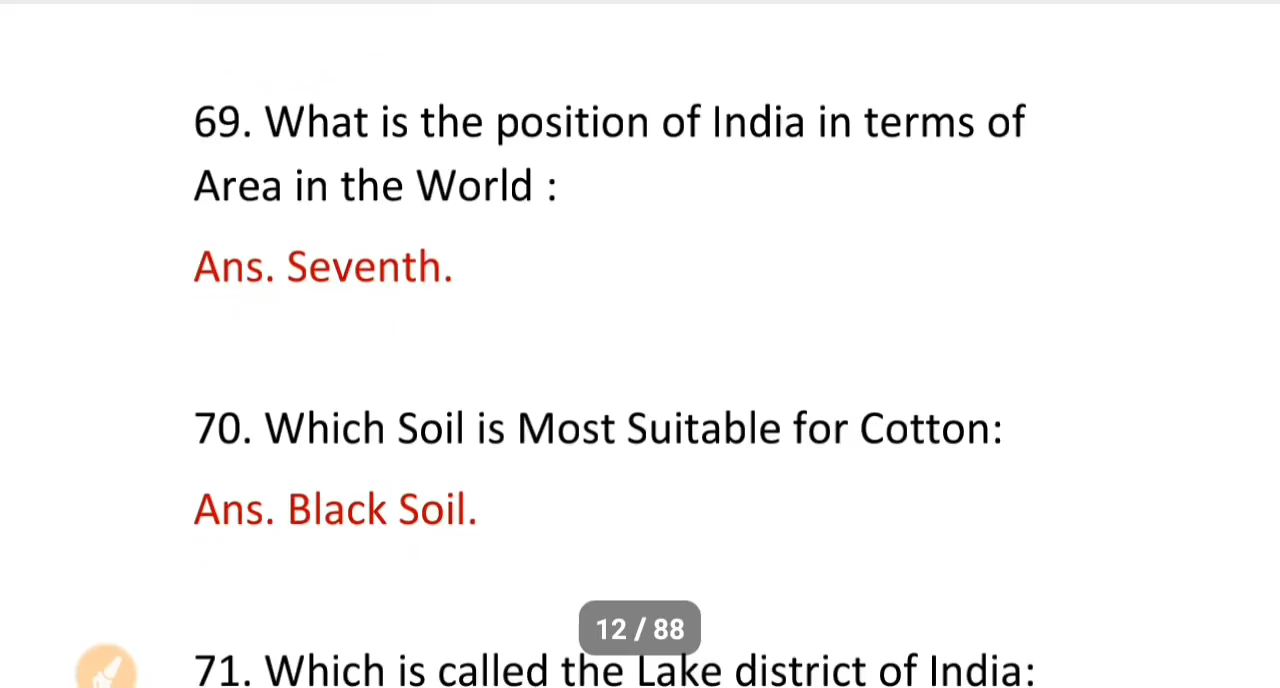 69. What is the position of India in terms of
Area in the World :
Ans. Seventh.
70. Which Soil is Most Suitable for Cotton:
Ans. Black Soil.
12 / 88
71. Which is called the Lake district of India: